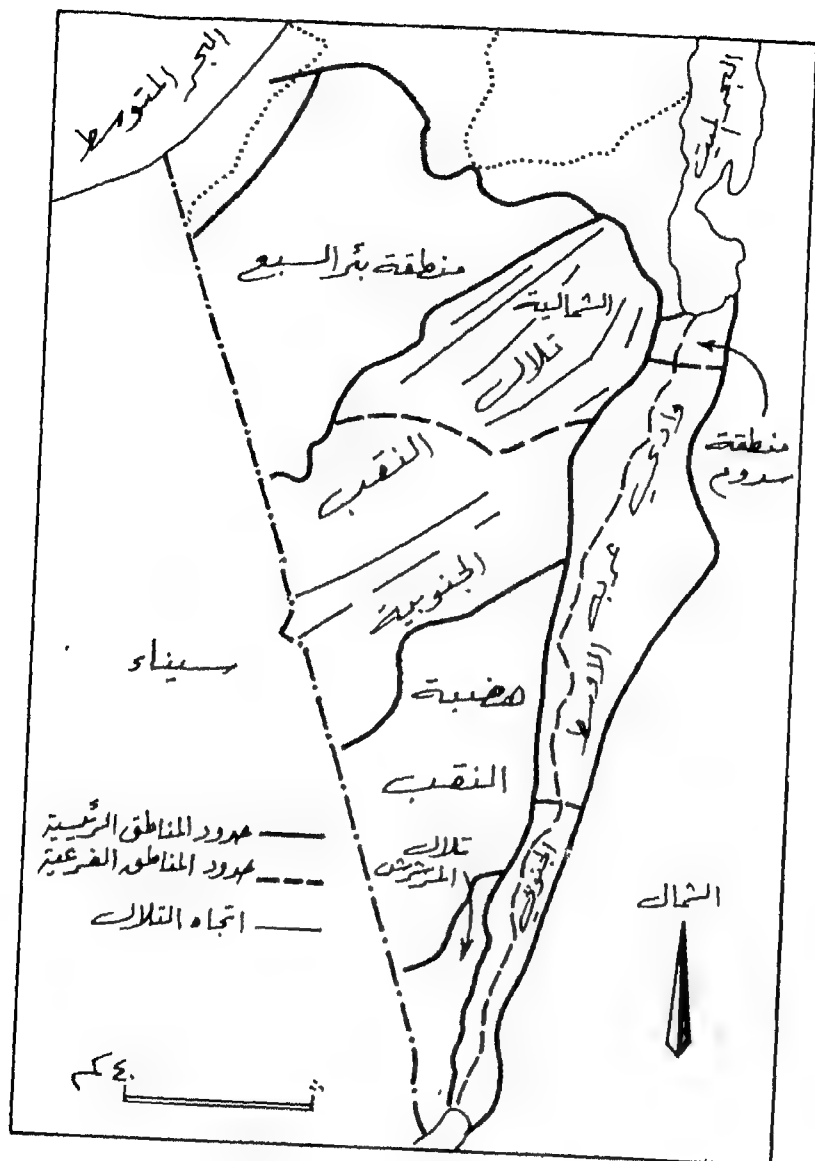 البحر المتوسط
البحر الميت
منطقة بئر السبع
الشمالية
تلال
النقب
الجنوبية
منطقة
سدوم
وادي
عربة
الأوسط
سيناء
هضبة
النقب
تلال
المرشرش
الجنوبي
حدود المناطق الرئيسية
حدود المناطق الفرعية
اتجاه التلال
الشمال
٤٠ كم